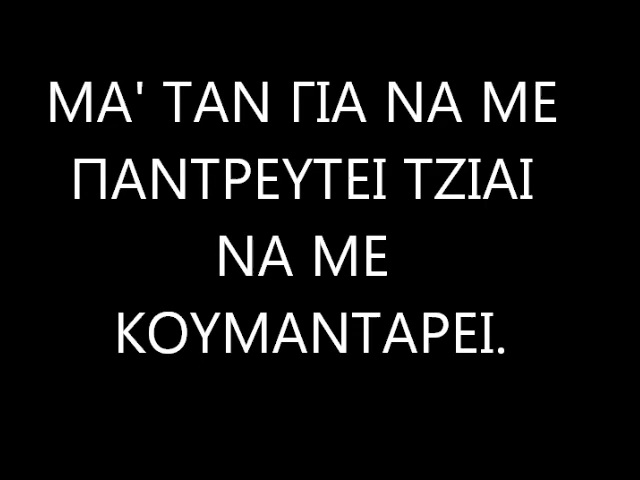 ΜΑ' ΤΑΝ ΓΙΑ ΝΑ ΜΕ
ΠΑΝΤΡΕΥΤΕΙ ΤΖΙΑΙ
ΝΑ ΜΕ
ΚΟΥΜΑΝΤΑΡΕΙ.